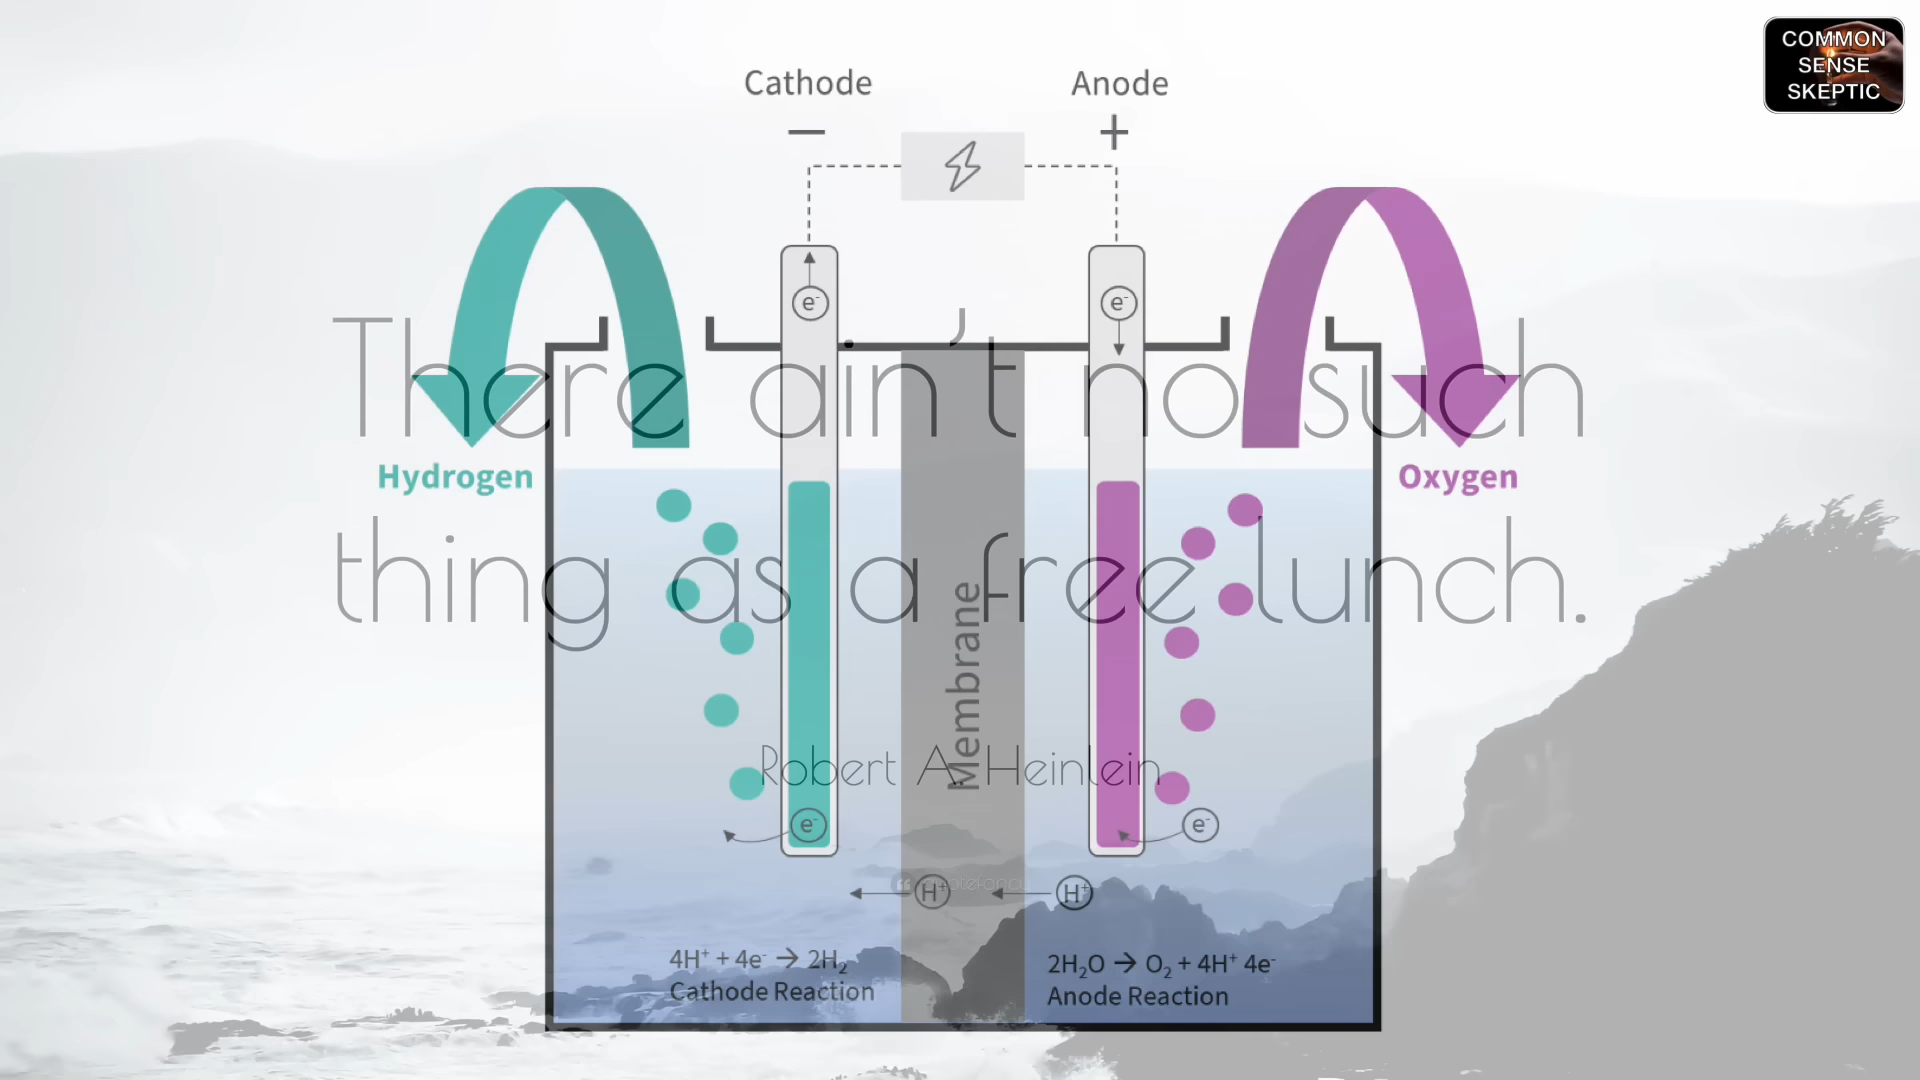 COMMON
SENSE
SKEPTIC
Cathode
Anode
−
+
e⁻
e⁻
There ain't no such
Hydrogen
Oxygen
thing as a free lunch.
Membrane
Robert A. Heinlein
e⁻
e⁻
H⁺
H⁺
4H⁺ + 4e⁻ → 2H₂
Cathode Reaction
2H₂O → O₂ + 4H⁺ 4e⁻
Anode Reaction